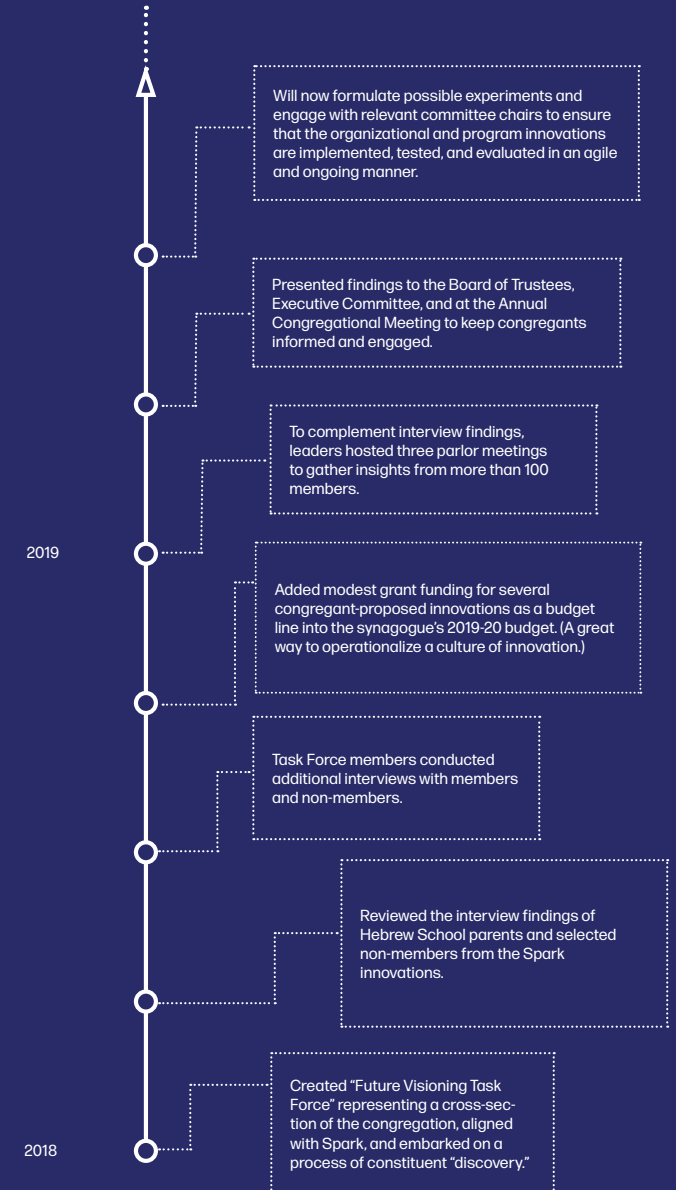 Will now formulate possible experiments and
engage with relevant committee chairs to ensure
that the organizational and program innovations
are implemented, tested, and evaluated in an agile
and ongoing manner.
Presented findings to the Board of Trustees,
Executive Committee, and at the Annual
Congregational Meeting to keep congregants
informed and engaged.
To complement interview findings,
leaders hosted three parlor meetings
to gather insights from more than 100
members.
2019
Added modest grant funding for several
congregant-proposed innovations as a budget
line into the synagogue's 2019-20 budget. (A great
way to operationalize a culture of innovation.)
Task Force members conducted
additional interviews with members
and non-members.
Reviewed the interview findings of
Hebrew School parents and selected
non-members from the Spark
innovations.
Created “Future Visioning Task
Force” representing a cross-sec-
tion of the congregation, aligned
with Spark, and embarked on a
process of constituent “discovery.”
2018